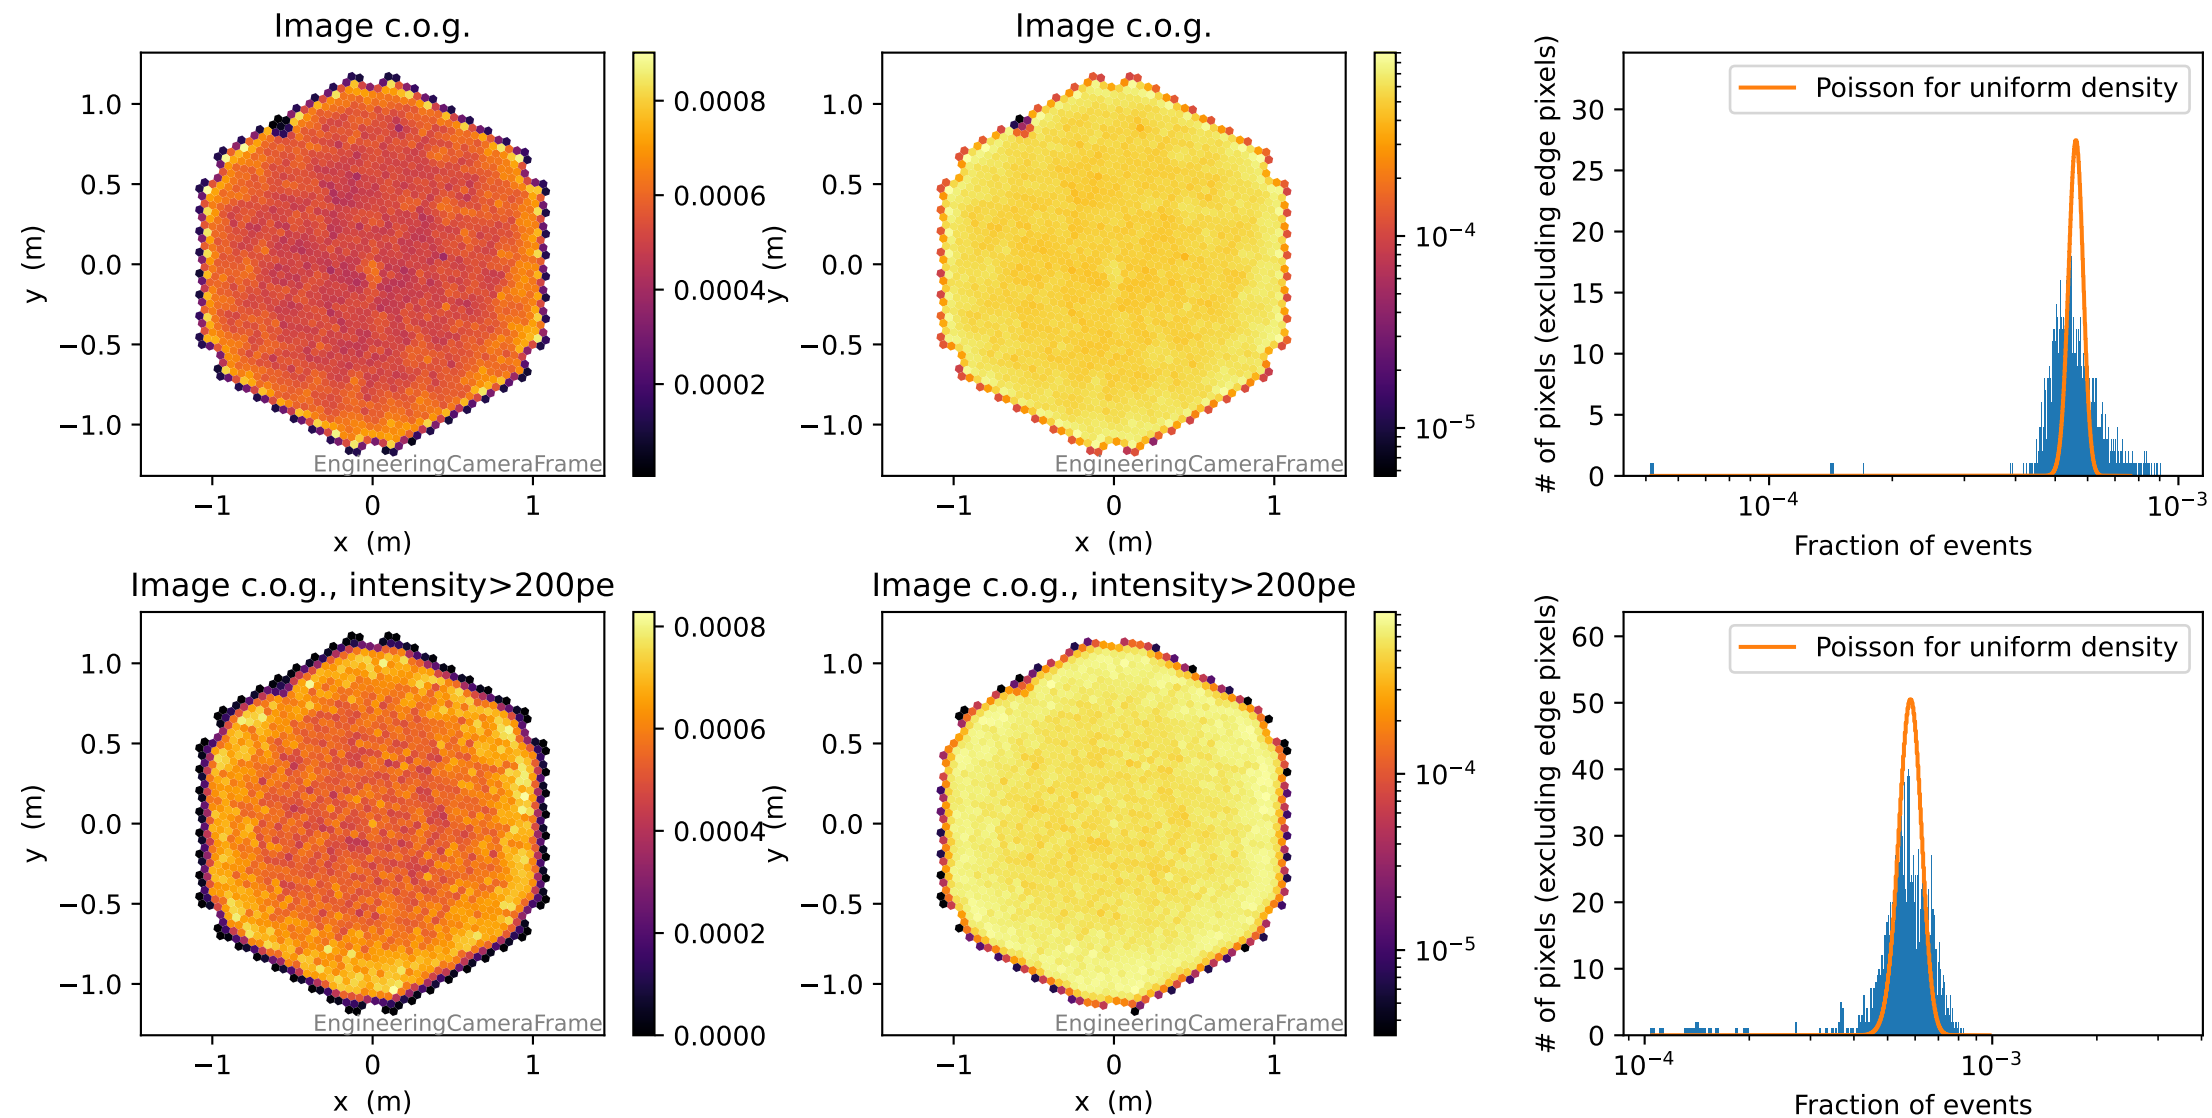 Image c.o.g.
y (m)
1.0
0.5
0.0
−0.5
−1.0
−1
0
1
x (m)
EngineeringCameraFrame
0.0008
0.0006
0.0004
0.0002
Image c.o.g.
y (m)
1.0
0.5
0.0
−0.5
−1.0
−1
0
1
x (m)
EngineeringCameraFrame
10⁻⁴
10⁻⁵
# of pixels (excluding edge pixels)
30
25
20
15
10
5
0
Poisson for uniform density
10⁻⁴
10⁻³
Fraction of events
Image c.o.g., intensity>200pe
y (m)
1.0
0.5
0.0
−0.5
−1.0
−1
0
1
x (m)
EngineeringCameraFrame
0.0008
0.0006
0.0004
0.0002
0.0000
Image c.o.g., intensity>200pe
y (m)
1.0
0.5
0.0
−0.5
−1.0
−1
0
1
x (m)
EngineeringCameraFrame
10⁻⁴
10⁻⁵
# of pixels (excluding edge pixels)
60
50
40
30
20
10
0
Poisson for uniform density
10⁻⁴
10⁻³
Fraction of events